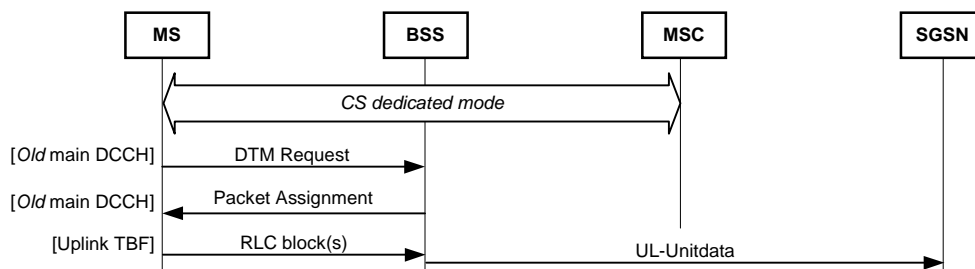 MS BSS MSC SGSN
CS dedicated mode
[Old main DCCH] DTM Request
[Old main DCCH] Packet Assignment
[Uplink TBF] RLC block(s) UL-Unitdata